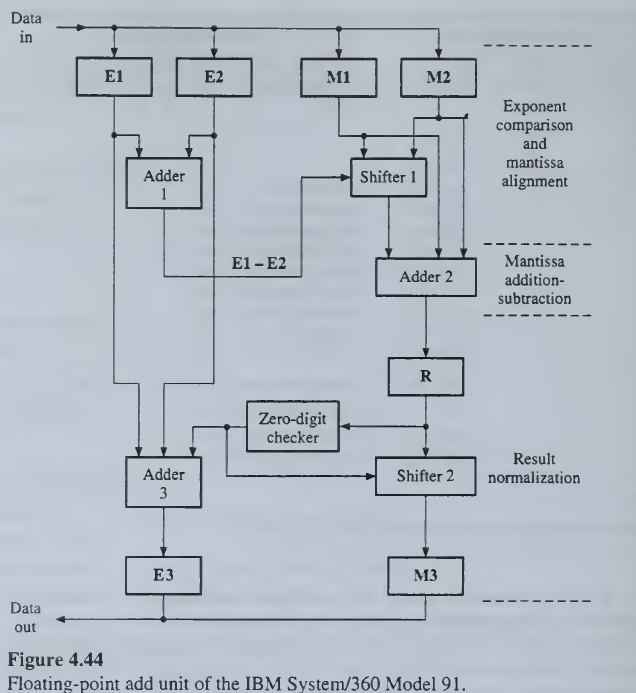 Data
in
E1
E2
M1
M2
Exponent
comparison
and
mantissa
alignment
Adder
1
Shifter 1
E1 – E2
Adder 2
Mantissa
addition-
subtraction
R
Zero-digit
checker
Adder
3
Shifter 2
Result
normalization
E3
M3
Data
out
Figure 4.44
Floating-point add unit of the IBM System/360 Model 91.